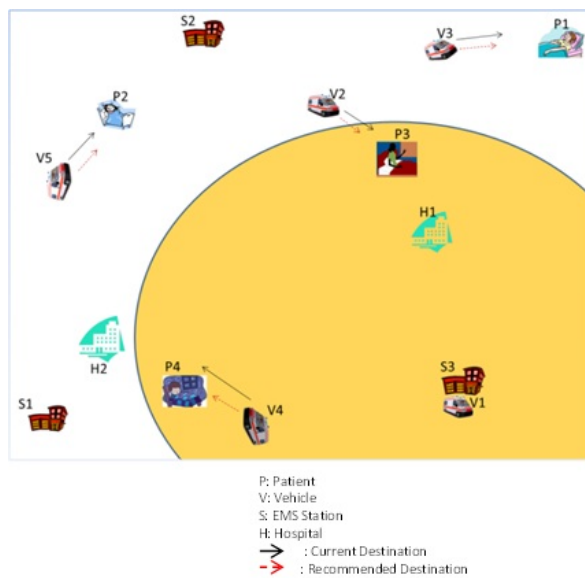 S2
V3
P1
P2
V2
P3
V5
H1
H2
P4
S3
S1
V4
V1
P: Patient
V: Vehicle
S: EMS Station
H: Hospital
: Current Destination
: Recommended Destination